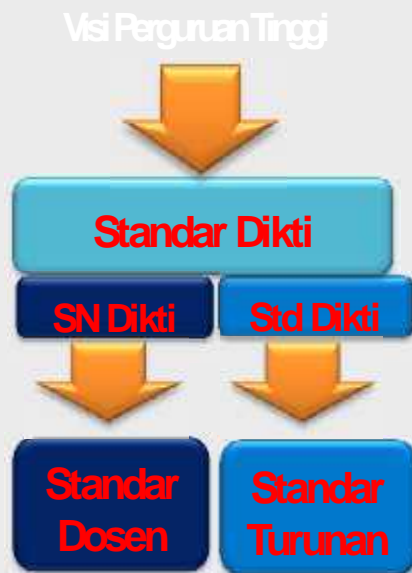 Visi Perguruan Tinggi
Standar Dikti
SN Dikti
Std Dikti
Standar
Dosen
Standar
Turunan